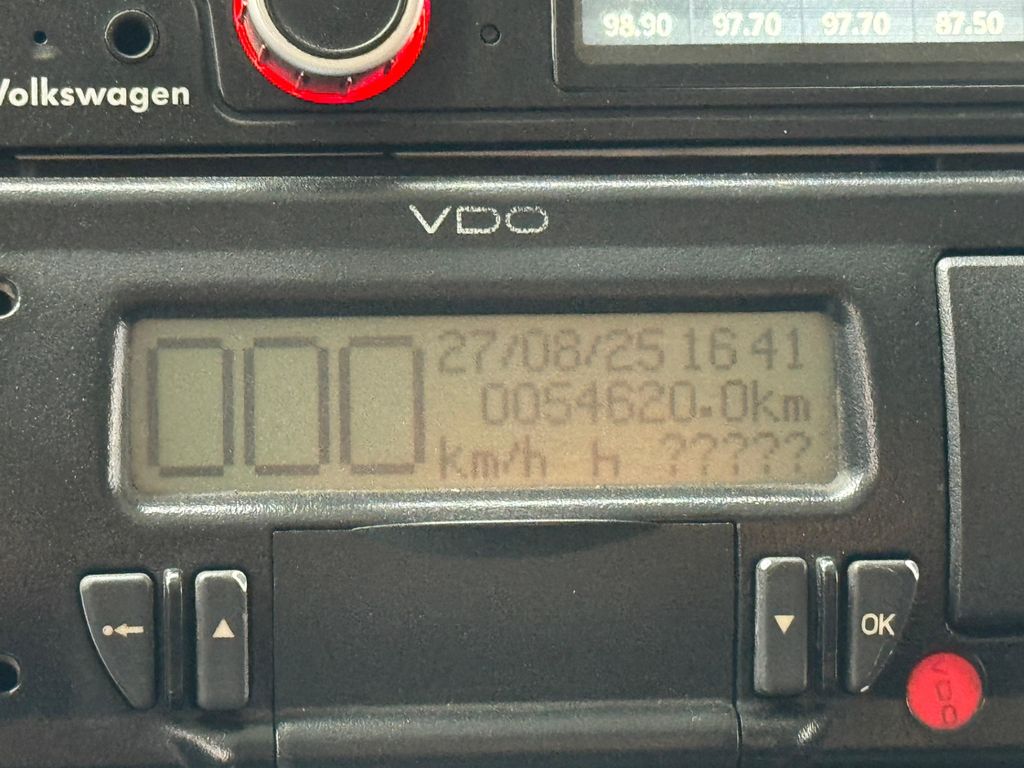 98.90 97.70 97.70 87.50
Volkswagen
VDO
000
27/08/25 16 41
0054620.0km
km/h h ?????
OK
VDO